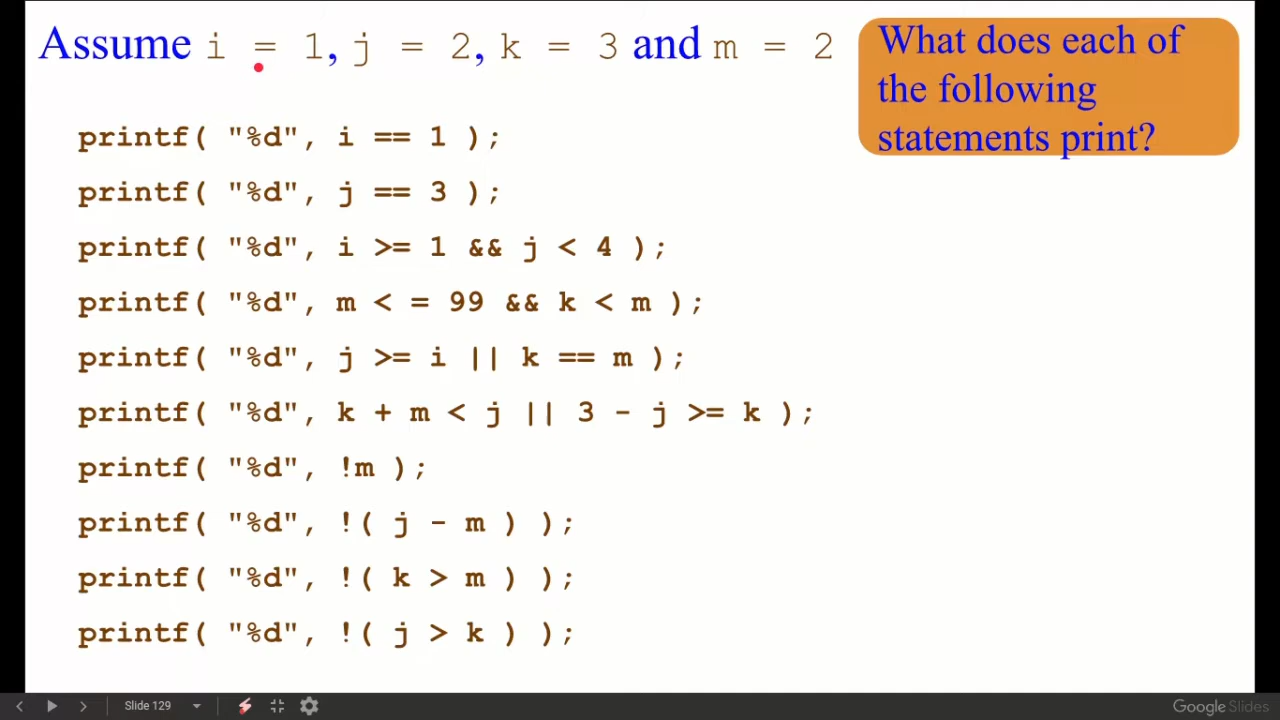 Assume i = 1, j = 2, k = 3 and m = 2
What does each of
the following
statements print?
printf( "%d", i == 1 );
printf( "%d", j == 3 );
printf( "%d", i >= 1 && j < 4 );
printf( "%d", m < = 99 && k < m );
printf( "%d", j >= i || k == m );
printf( "%d", k + m < j || 3 - j >= k );
printf( "%d", !m );
printf( "%d", !( j - m ) );
printf( "%d", !( k > m ) );
printf( "%d", !( j > k ) );
Slide 129
Google Slides